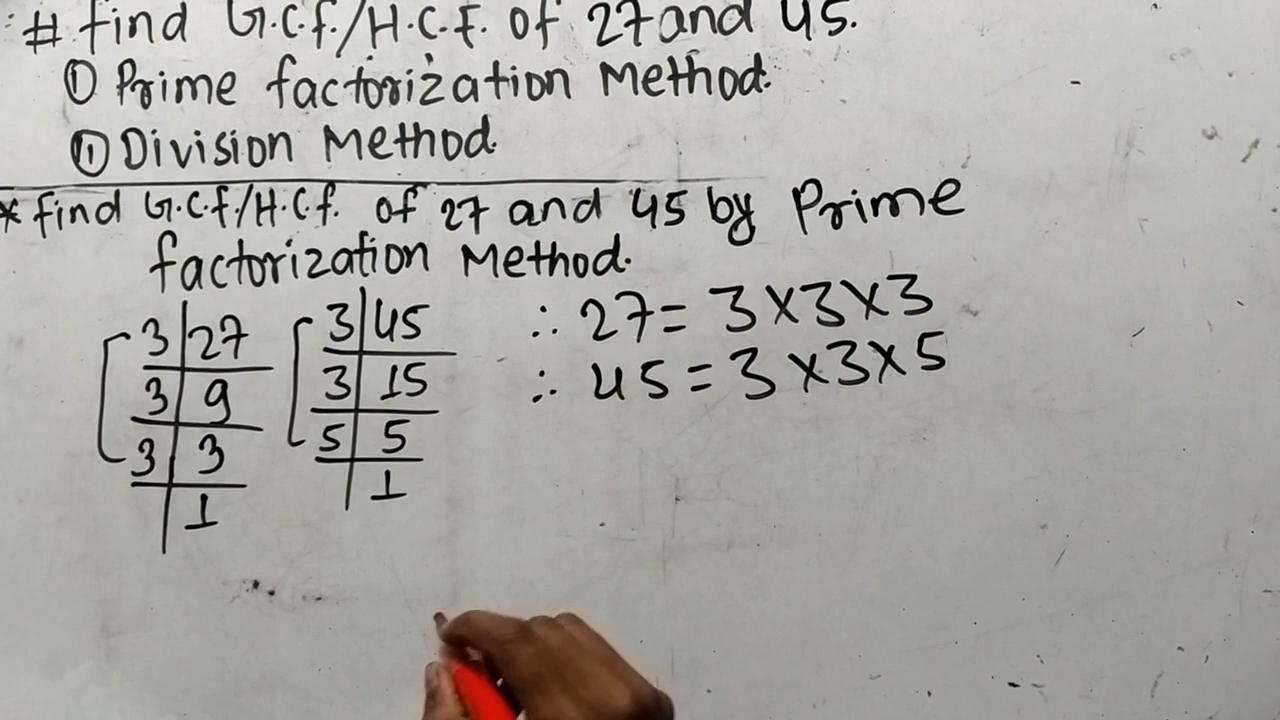 # find G.C.f./H.C.F. of 27 and 45.
① Prime factorization Method.
⑪ Division Method.
* find G.C.f./H.C.f. of 27 and 45 by Prime
factorization Method.
3 | 27
3 | 9
3 | 3
1
3 | 45
3 | 15
5 | 5
1
∴ 27 = 3 × 3 × 3
∴ 45 = 3 × 3 × 5